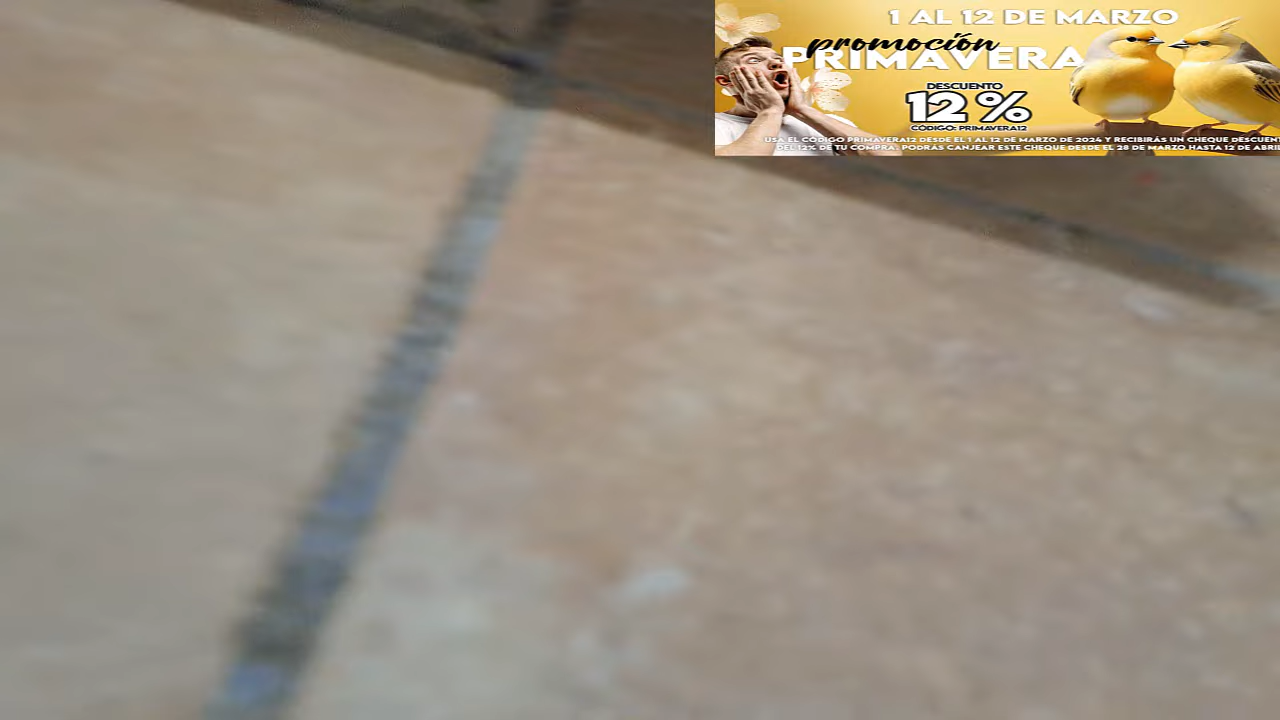 1 AL 12 DE MARZO
promoción
PRIMAVERA
DESCUENTO
12%
CÓDIGO: PRIMAVERA12
USA EL CÓDIGO PRIMAVERA12 DESDE EL 1 AL 12 DE MARZO DE 2024 Y RECIBIRÁS UN CHEQUE DESCUEN
DEL 12% DE TU COMPRA. PODRÁS CANJEAR ESTE CHEQUE DESDE EL 28 DE MARZO HASTA 12 DE ABRIL